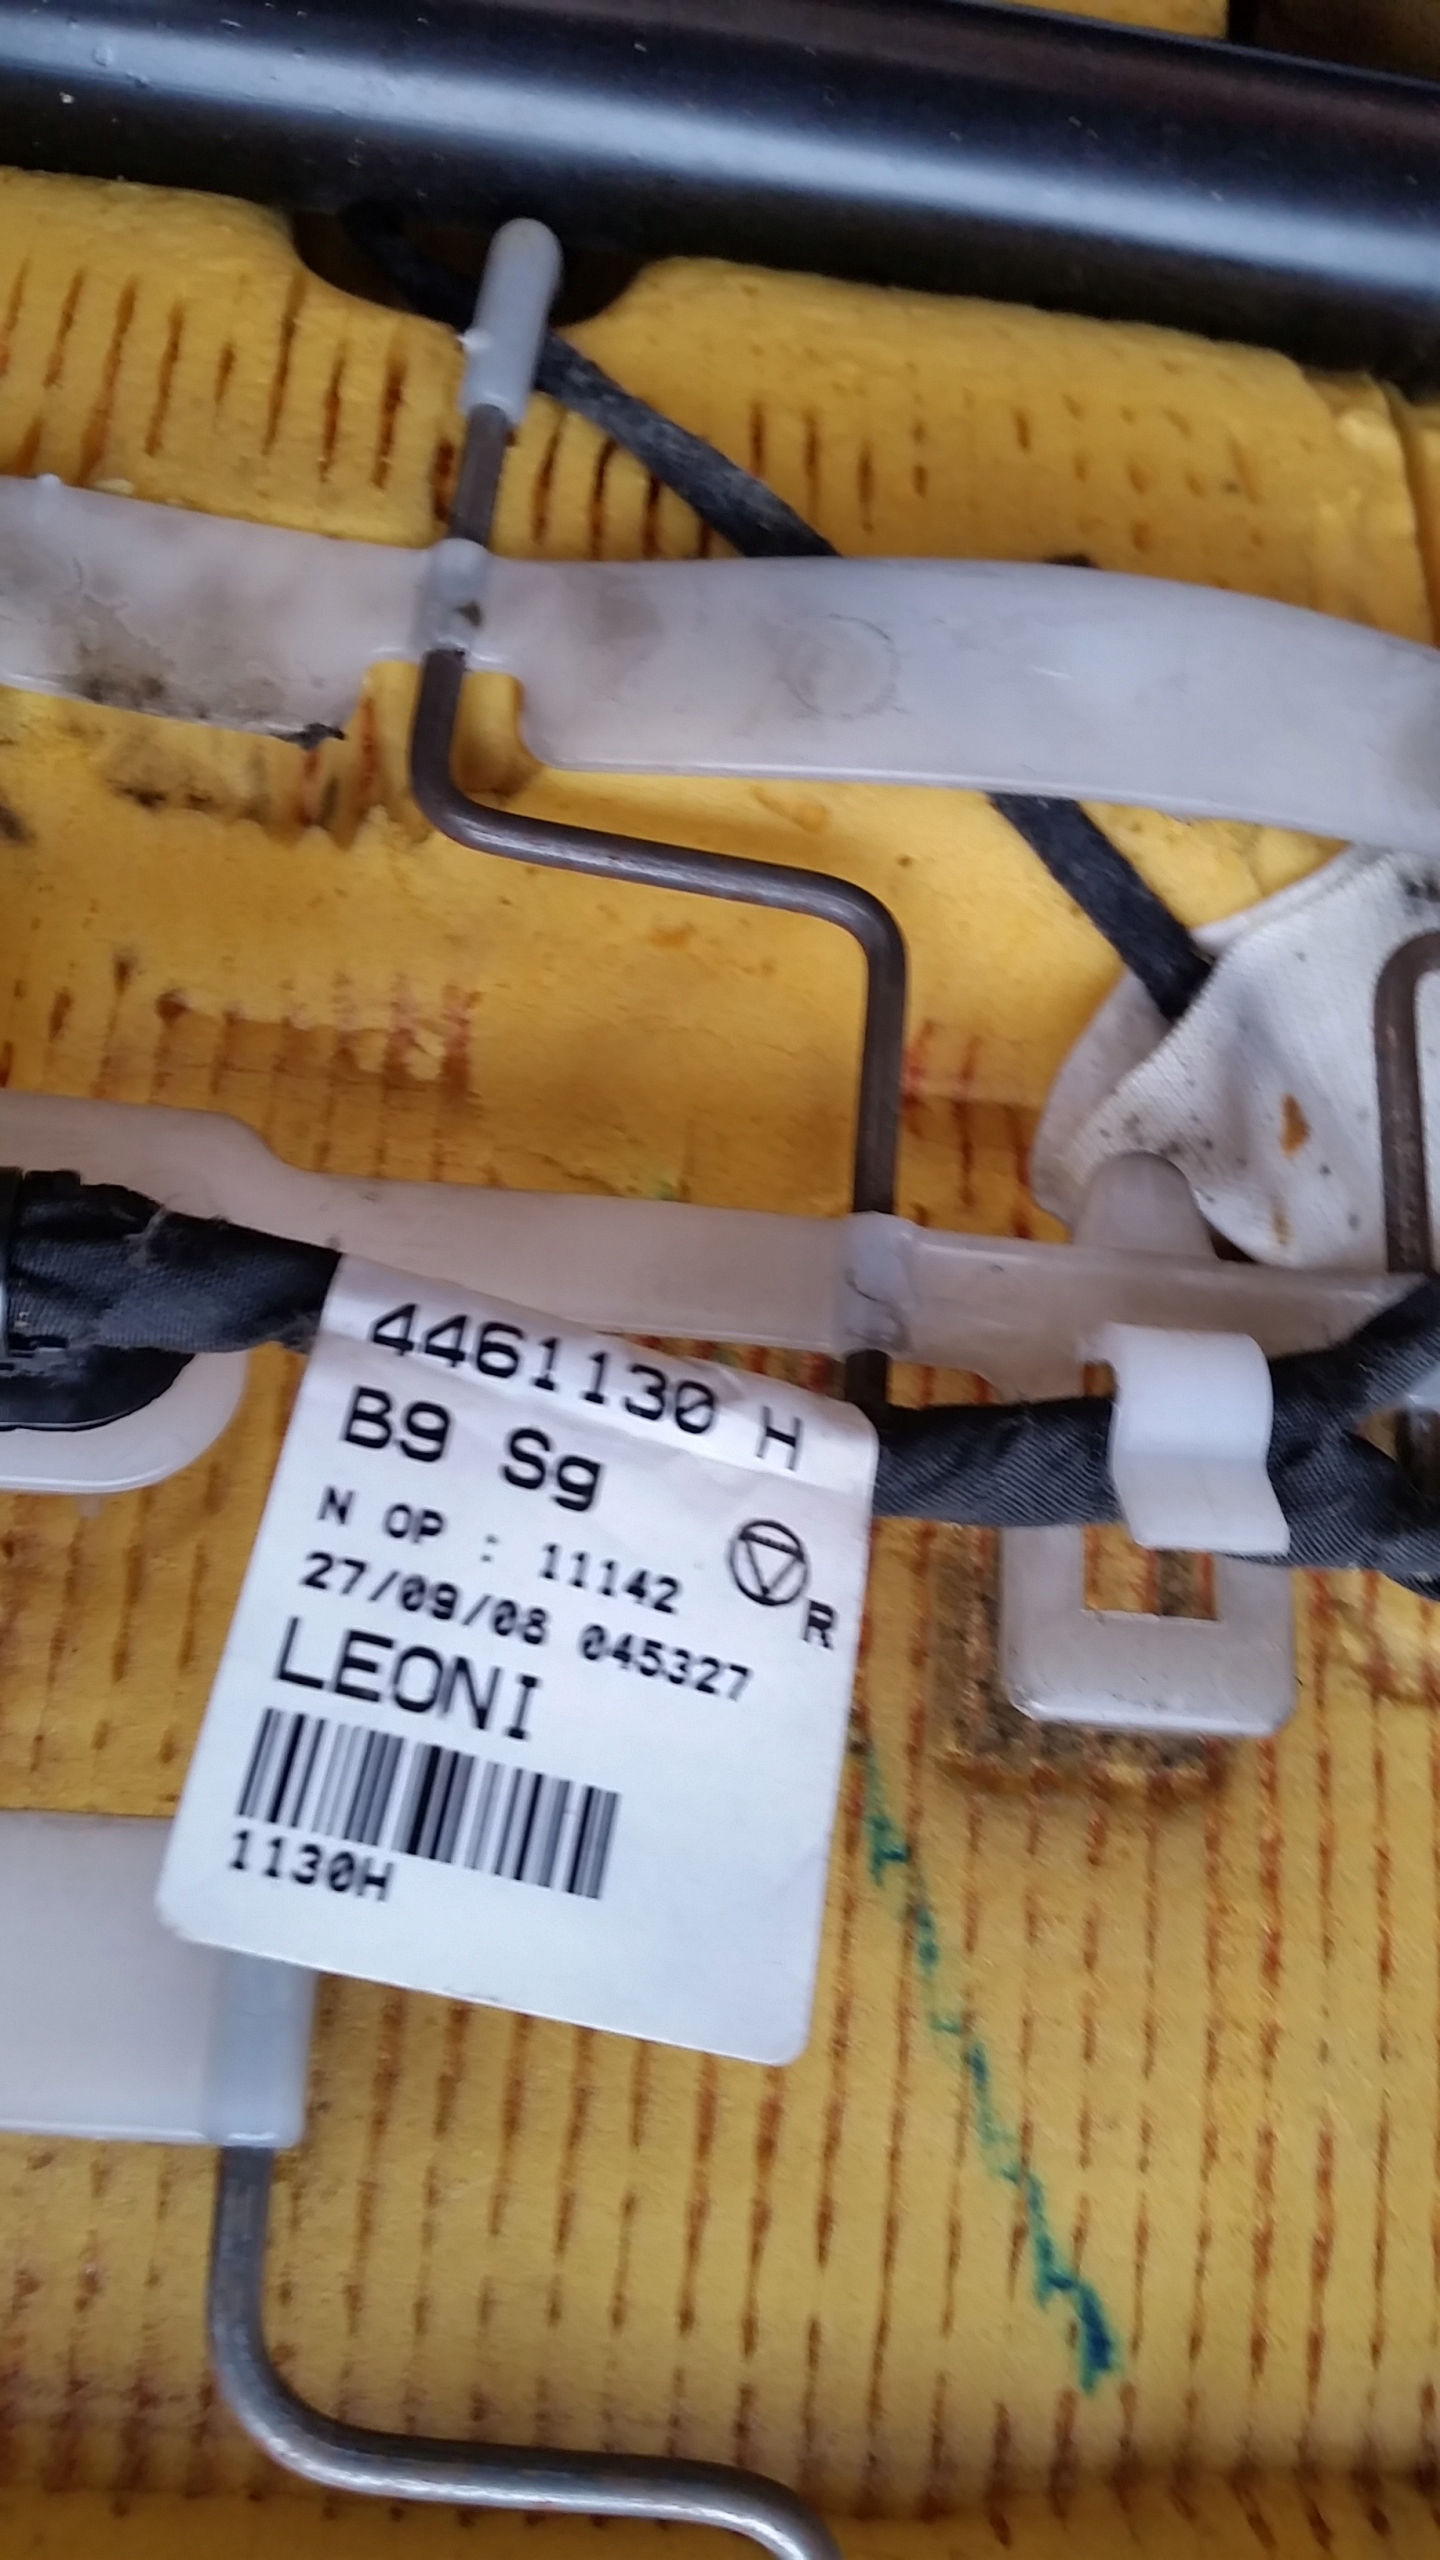 4461130 H
B9 Sg
N OP : 11142
R
27/09/08 045327
LEONI
1130H